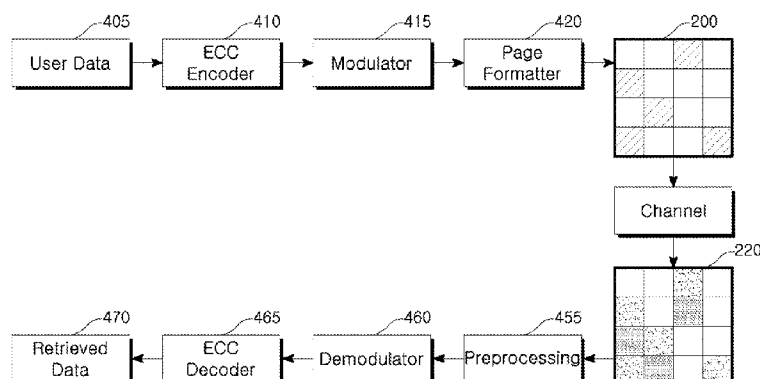 405
410
415
420
200
User Data
ECC
Encoder
Modulator
Page
Formatter
Channel
220
470
465
460
455
Retrieved
Data
ECC
Decoder
Demodulator
Preprocessing